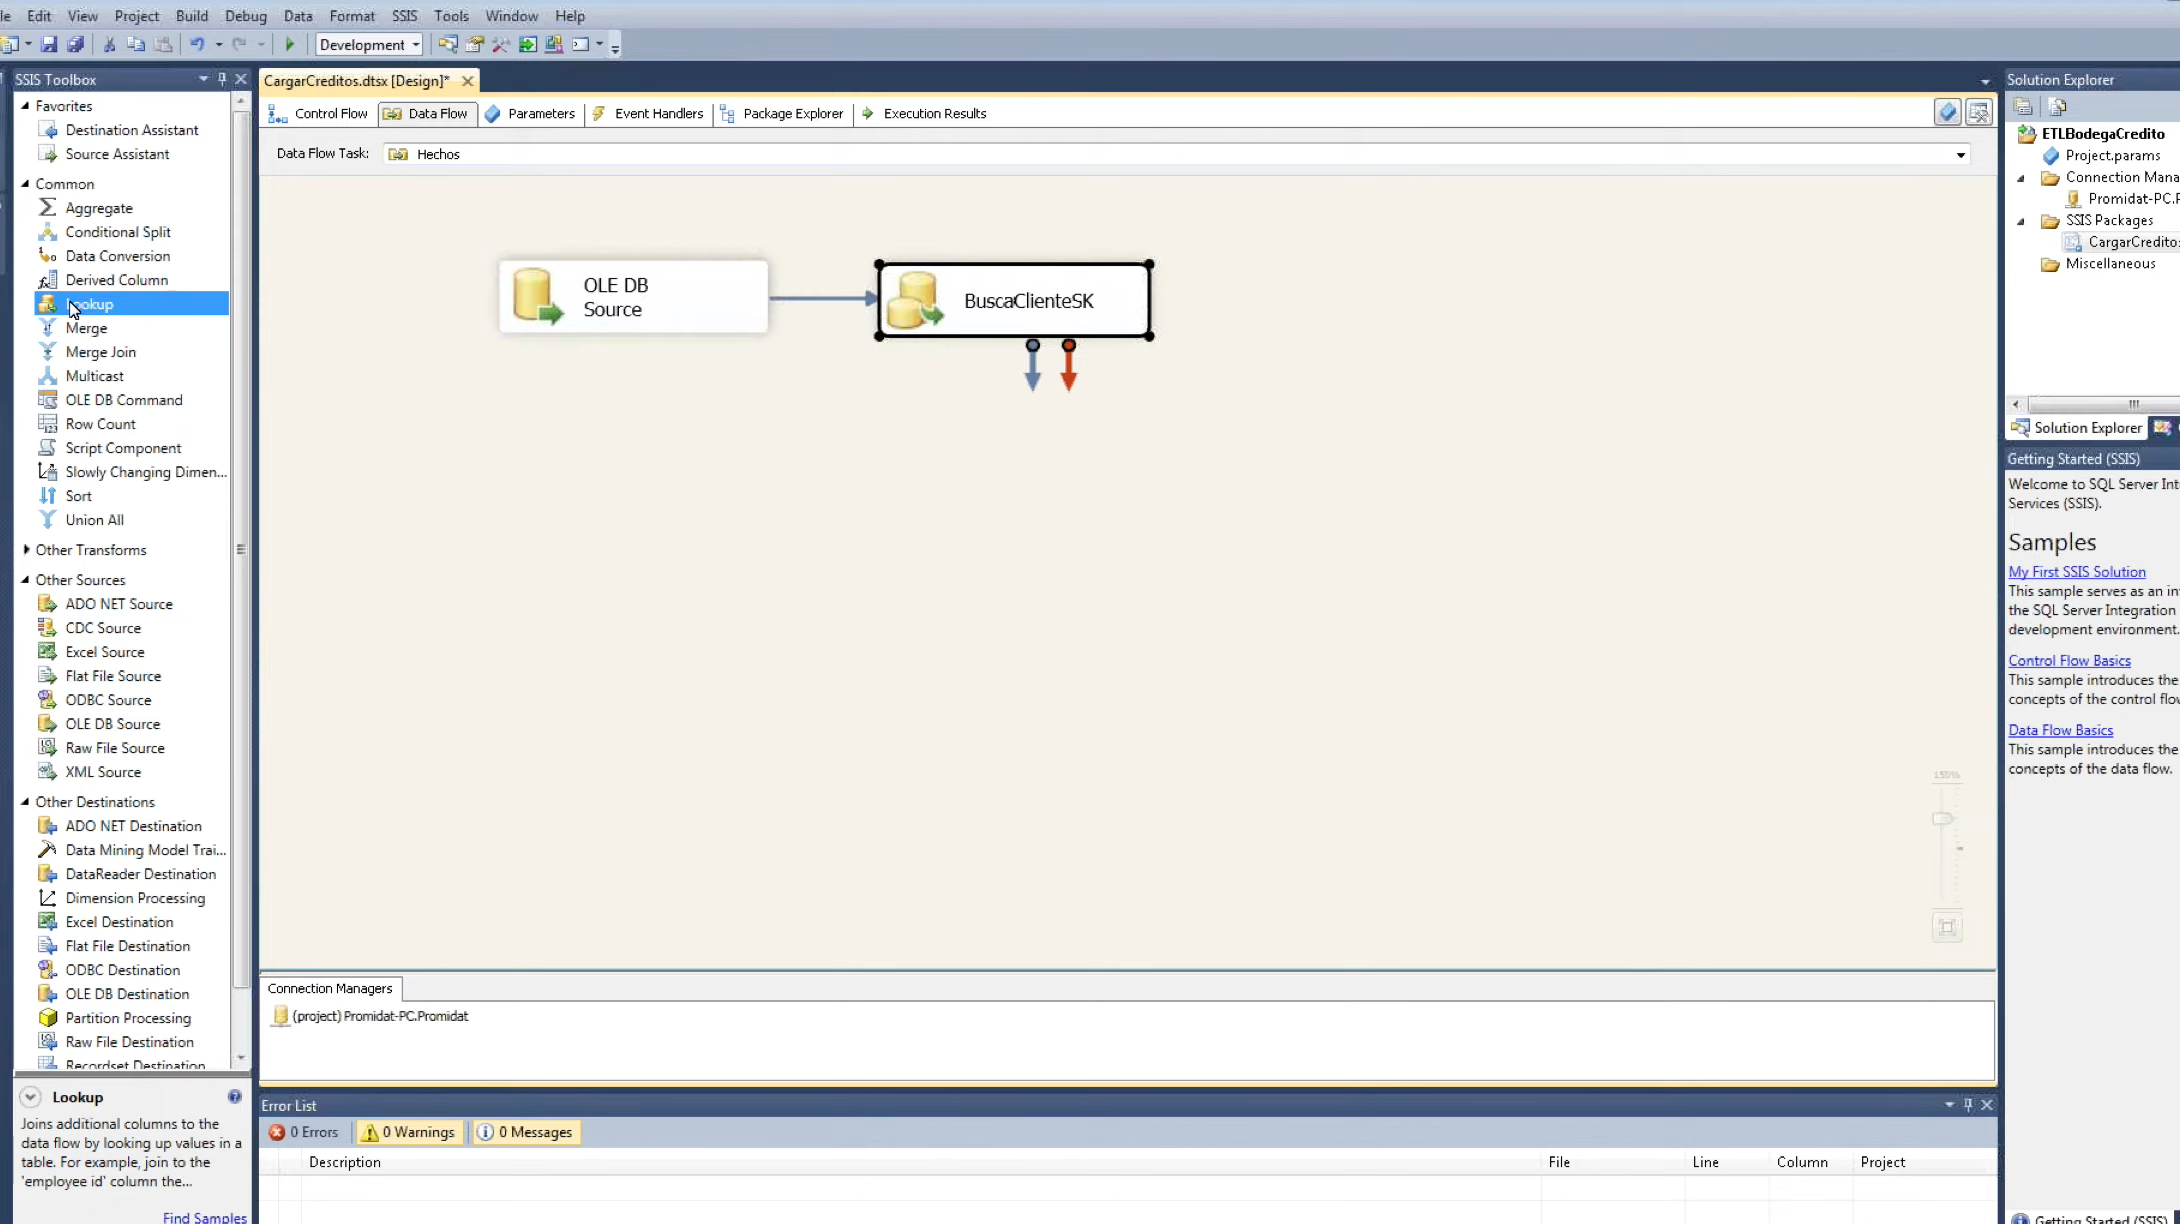 le Edit View Project Build Debug Data Format SSIS Tools Window Help
Development
SSIS Toolbox
Favorites
Destination Assistant
Source Assistant
Common
Aggregate
Conditional Split
Data Conversion
Derived Column
Lookup
Merge
Merge Join
Multicast
OLE DB Command
Row Count
Script Component
Slowly Changing Dimen...
Sort
Union All
Other Transforms
Other Sources
ADO NET Source
CDC Source
Excel Source
Flat File Source
ODBC Source
OLE DB Source
Raw File Source
XML Source
Other Destinations
ADO NET Destination
Data Mining Model Trai...
DataReader Destination
Dimension Processing
Excel Destination
Flat File Destination
ODBC Destination
OLE DB Destination
Partition Processing
Raw File Destination
Recordset Destination
Lookup
Joins additional columns to the
data flow by looking up values in a
table. For example, join to the
'employee id' column the...
Find Samples
CargarCreditos.dtsx [Design]*
Control Flow Data Flow Parameters Event Handlers Package Explorer Execution Results
Data Flow Task: Hechos
OLE DB
Source
BuscaClienteSK
150%
Connection Managers
(project) Promidat-PC.Promidat
Error List
0 Errors 0 Warnings 0 Messages
Description File Line Column Project
Solution Explorer
ETLBodegaCredito
Project.params
Connection Mana
Promidat-PC.P
SSIS Packages
CargarCreditos
Miscellaneous
Solution Explorer
Getting Started (SSIS)
Welcome to SQL Server Int
Services (SSIS).
Samples
My First SSIS Solution
This sample serves as an in
the SQL Server Integration
development environment.
Control Flow Basics
This sample introduces the
concepts of the control flow
Data Flow Basics
This sample introduces the
concepts of the data flow.
Getting Started (SSIS)